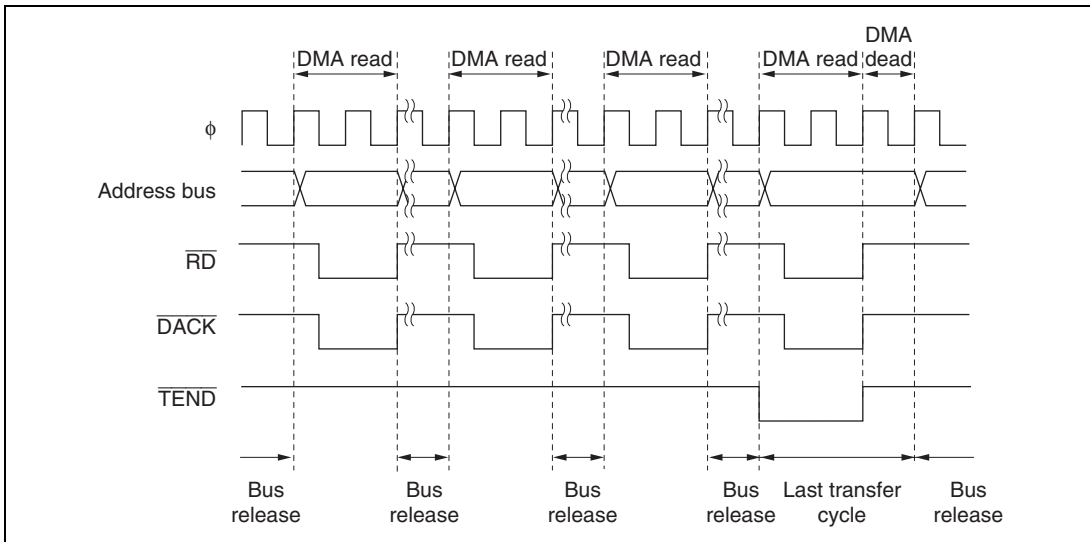 DMA
DMA read DMA read DMA read DMA read dead
ϕ
Address bus
RD
DACK
TEND
Bus release Bus release Bus release Bus release Last transfer cycle Bus release